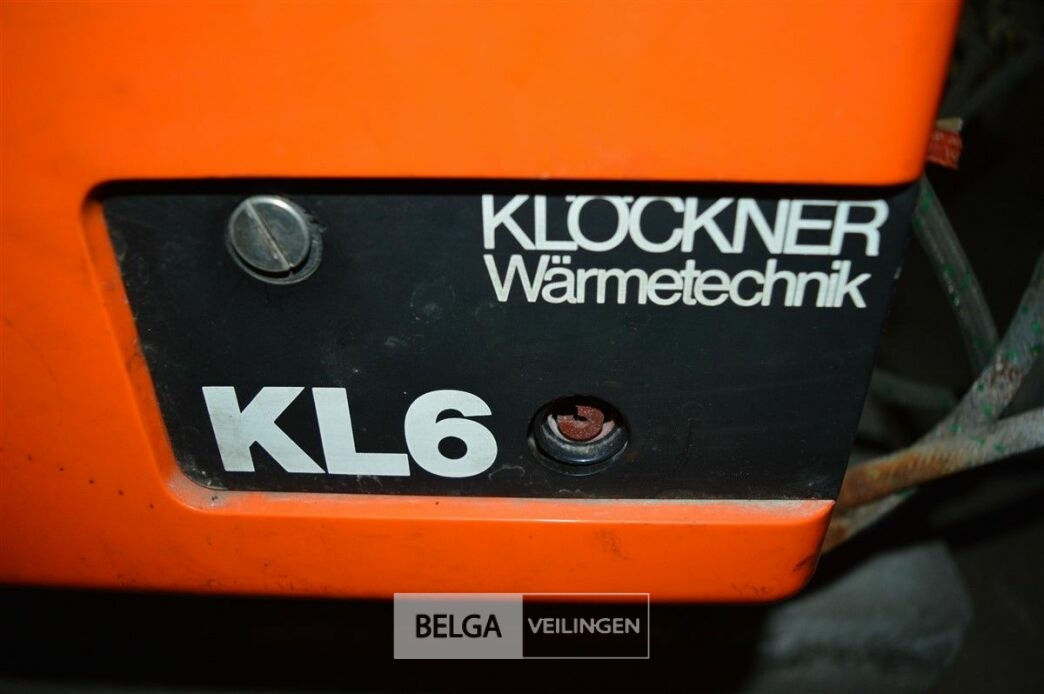 KLÖCKNER
Wärmetechnik
KL6
BELGA VEILINGEN